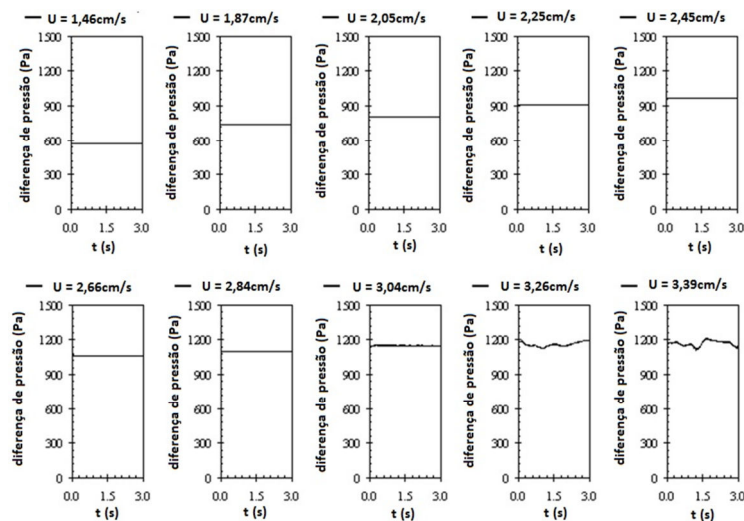 U = 1,46cm/s
diferença de pressão (Pa)
1500
1200
900
600
300
0
0.0 1.5 3.0
t (s)
U = 1,87cm/s
diferença de pressão (Pa)
1500
1200
900
600
300
0
0.0 1.5 3.0
t (s)
U = 2,05cm/s
diferença de pressão (Pa)
1500
1200
900
600
300
0
0.0 1.5 3.0
t (s)
U = 2,25cm/s
diferença de pressão (Pa)
1500
1200
900
600
300
0
0.0 1.5 3.0
t (s)
U = 2,45cm/s
diferença de pressão (Pa)
1500
1200
900
600
300
0
0.0 1.5 3.0
t (s)
U = 2,66cm/s
diferença de pressão (Pa)
1500
1200
900
600
300
0
0.0 1.5 3.0
t (s)
U = 2,84cm/s
diferença de pressão (Pa)
1500
1200
900
600
300
0
0.0 1.5 3.0
t (s)
U = 3,04cm/s
diferença de pressão (Pa)
1500
1200
900
600
300
0
0.0 1.5 3.0
t (s)
U = 3,26cm/s
diferença de pressão (Pa)
1500
1200
900
600
300
0
0.0 1.5 3.0
t (s)
U = 3,39cm/s
diferença de pressão (Pa)
1500
1200
900
600
300
0
0.0 1.5 3.0
t (s)